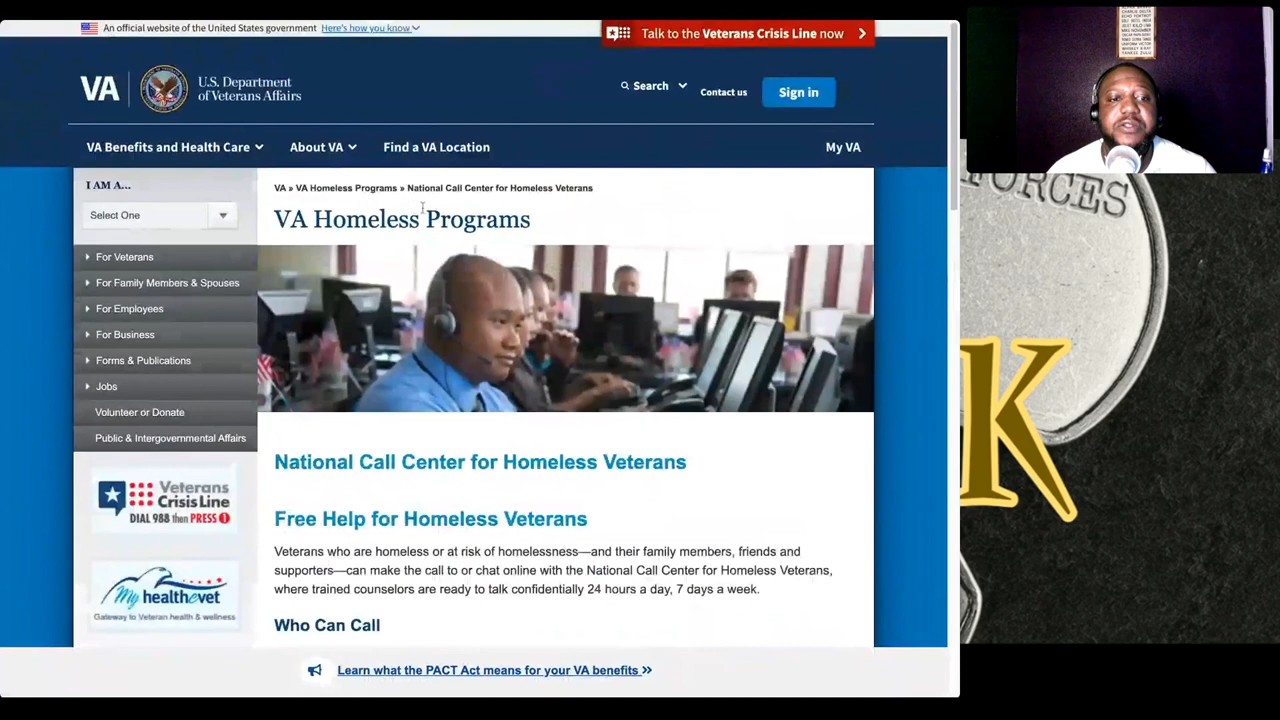 An official website of the United States government Here's how you know
Talk to the Veterans Crisis Line now
VA
U.S. Department
of Veterans Affairs
Search
Contact us
Sign in
VA Benefits and Health Care
About VA
Find a VA Location
My VA
I AM A...
Select One
For Veterans
For Family Members & Spouses
For Employees
For Business
Forms & Publications
Jobs
Volunteer or Donate
Public & Intergovernmental Affairs
Veterans
Crisis Line
DIAL 988 then PRESS 1
My healthevet
Gateway to Veteran health & wellness
VA » VA Homeless Programs » National Call Center for Homeless Veterans
VA Homeless Programs
National Call Center for Homeless Veterans
Free Help for Homeless Veterans
Veterans who are homeless or at risk of homelessness—and their family members, friends and
supporters—can make the call to or chat online with the National Call Center for Homeless Veterans,
where trained counselors are ready to talk confidentially 24 hours a day, 7 days a week.
Who Can Call
Learn what the PACT Act means for your VA benefits
FORCES
K